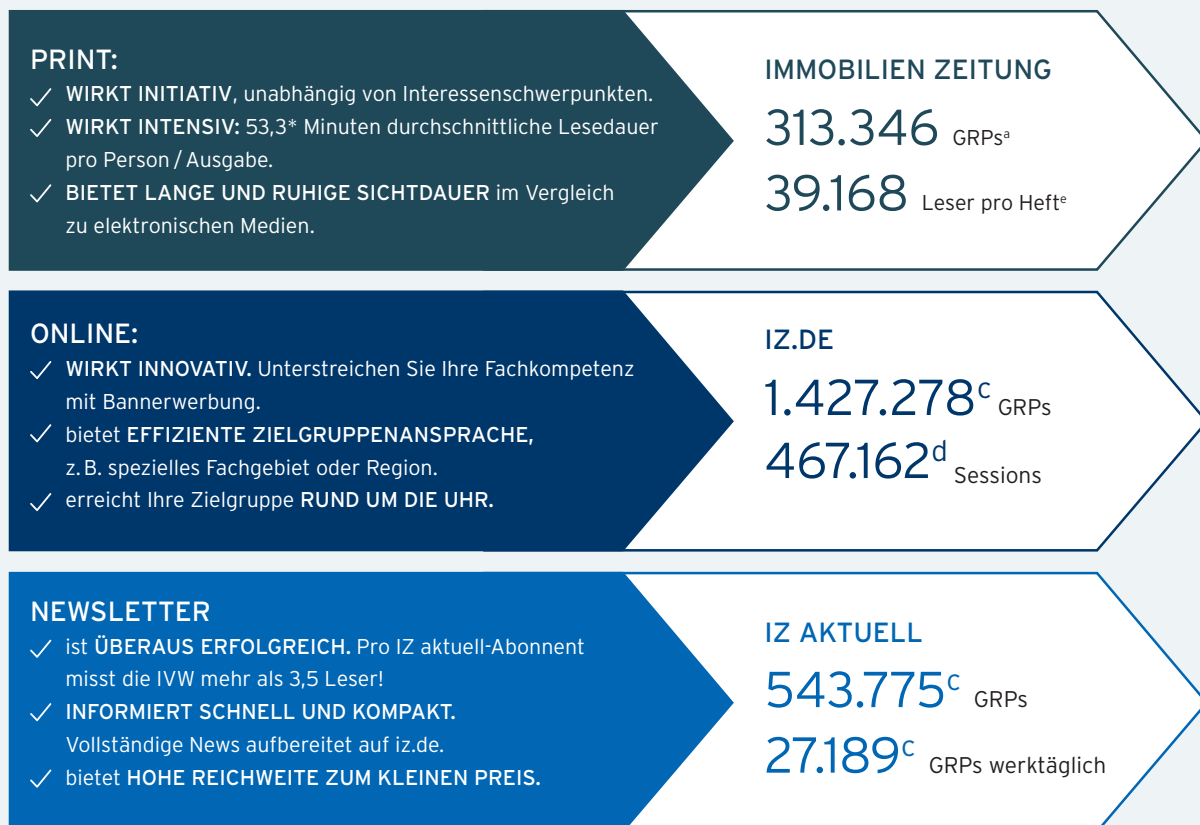 PRINT:
WIRKT INITIATIV, unabhängig von Interessenschwerpunkten.
WIRKT INTENSIV: 53,3* Minuten durchschnittliche Lesedauer
pro Person / Ausgabe.
BIETET LANGE UND RUHIGE SICHTDAUER im Vergleich
zu elektronischen Medien.
IMMOBILIEN ZEITUNG
313.346 GRPsᵃ
39.168 Leser pro Heftᵉ
ONLINE:
WIRKT INNOVATIV. Unterstreichen Sie Ihre Fachkompetenz
mit Bannerwerbung.
bietet EFFIZIENTE ZIELGRUPPENANSPRACHE,
z. B. spezielles Fachgebiet oder Region.
erreicht Ihre Zielgruppe RUND UM DIE UHR.
IZ.DE
1.427.278ᶜ GRPs
467.162ᵈ Sessions
NEWSLETTER
ist ÜBERAUS ERFOLGREICH. Pro IZ aktuell-Abonnent
misst die IVW mehr als 3,5 Leser!
INFORMIERT SCHNELL UND KOMPAKT.
Vollständige News aufbereitet auf iz.de.
bietet HOHE REICHWEITE ZUM KLEINEN PREIS.
IZ AKTUELL
543.775ᶜ GRPs
27.189ᶜ GRPs werktäglich